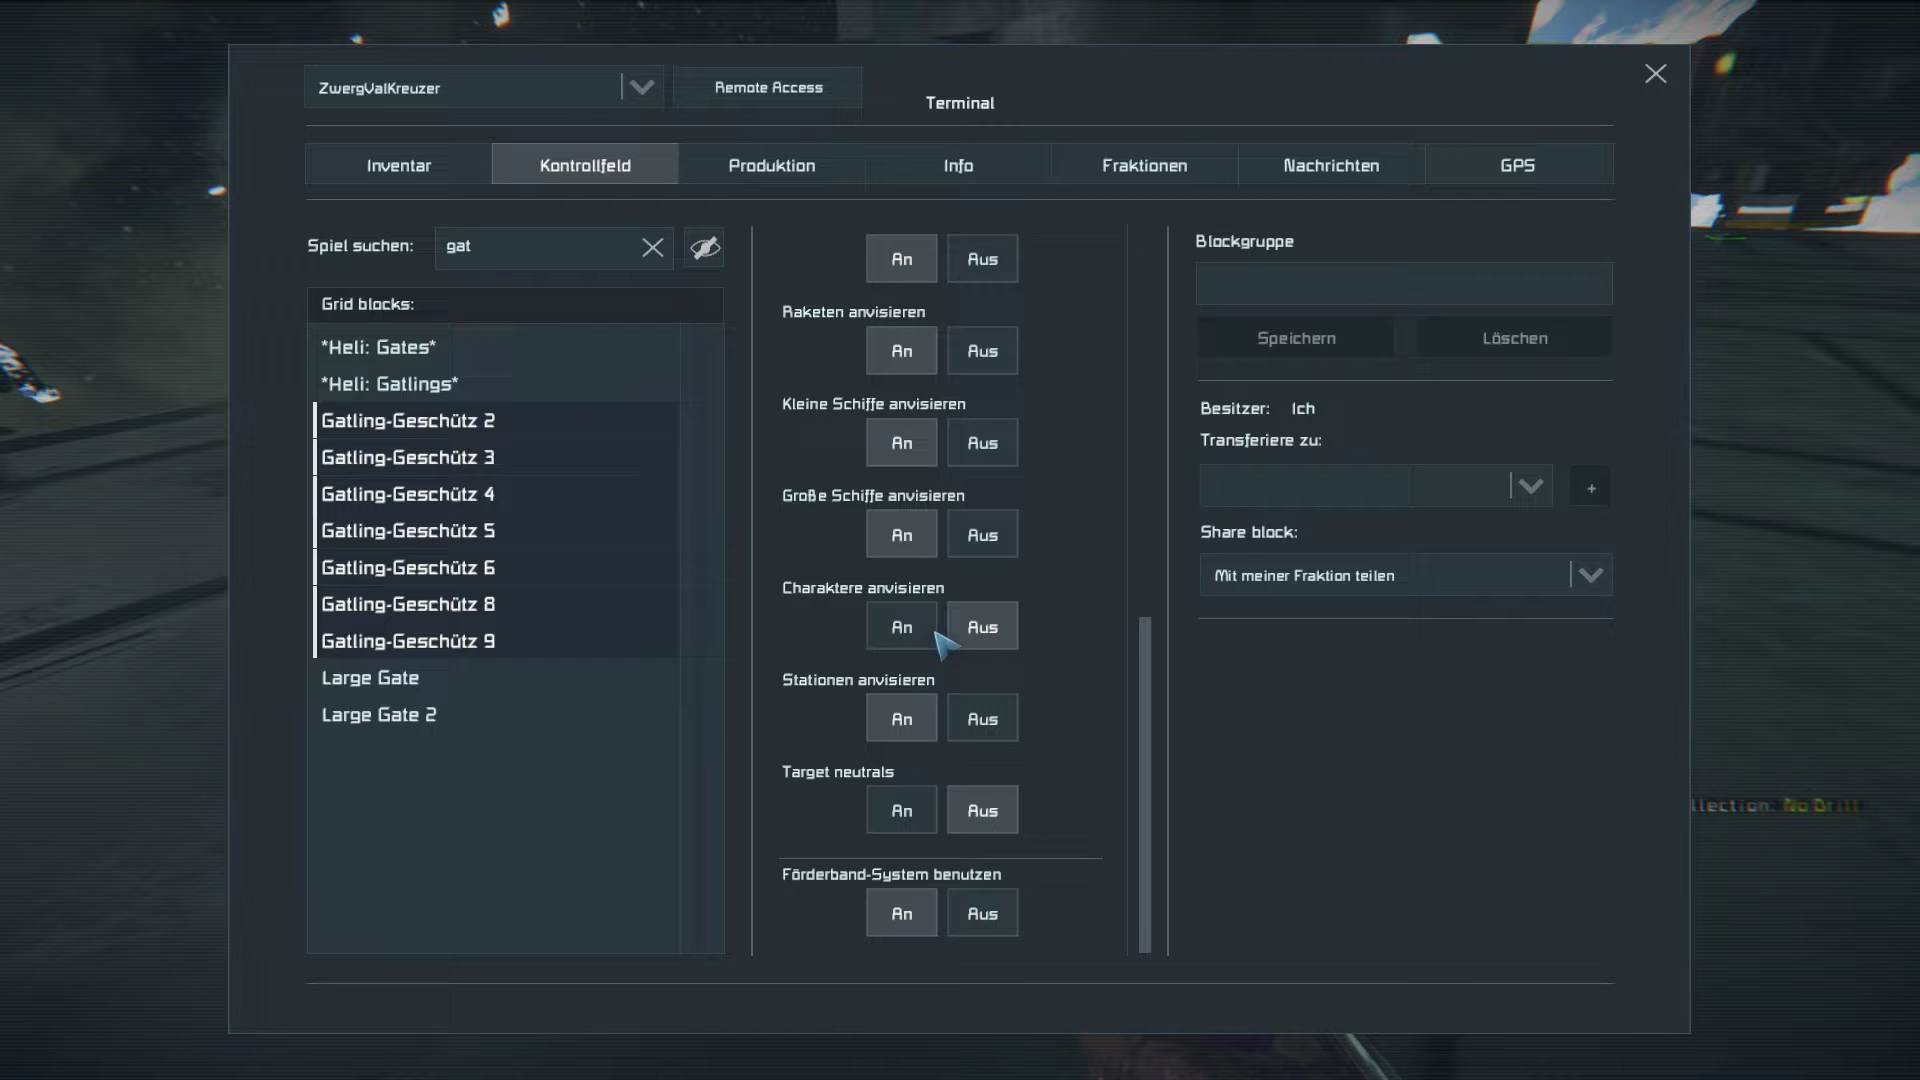 ZwergValKreuzer
Remote Access
Terminal
Inventar
Kontrollfeld
Produktion
Info
Fraktionen
Nachrichten
GPS
Spiel suchen:
gat
Grid blocks:
*Heli: Gates*
*Heli: Gatlings*
Gatling-Geschütz 2
Gatling-Geschütz 3
Gatling-Geschütz 4
Gatling-Geschütz 5
Gatling-Geschütz 6
Gatling-Geschütz 8
Gatling-Geschütz 9
Large Gate
Large Gate 2
An Aus
Raketen anvisieren
An Aus
Kleine Schiffe anvisieren
An Aus
Große Schiffe anvisieren
An Aus
Charaktere anvisieren
An Aus
Stationen anvisieren
An Aus
Target neutrals
An Aus
Förderband-System benutzen
An Aus
Blockgruppe
Speichern Löschen
Besitzer: Ich
Transferiere zu:
+
Share block:
Mit meiner Fraktion teilen
llection: No Drill